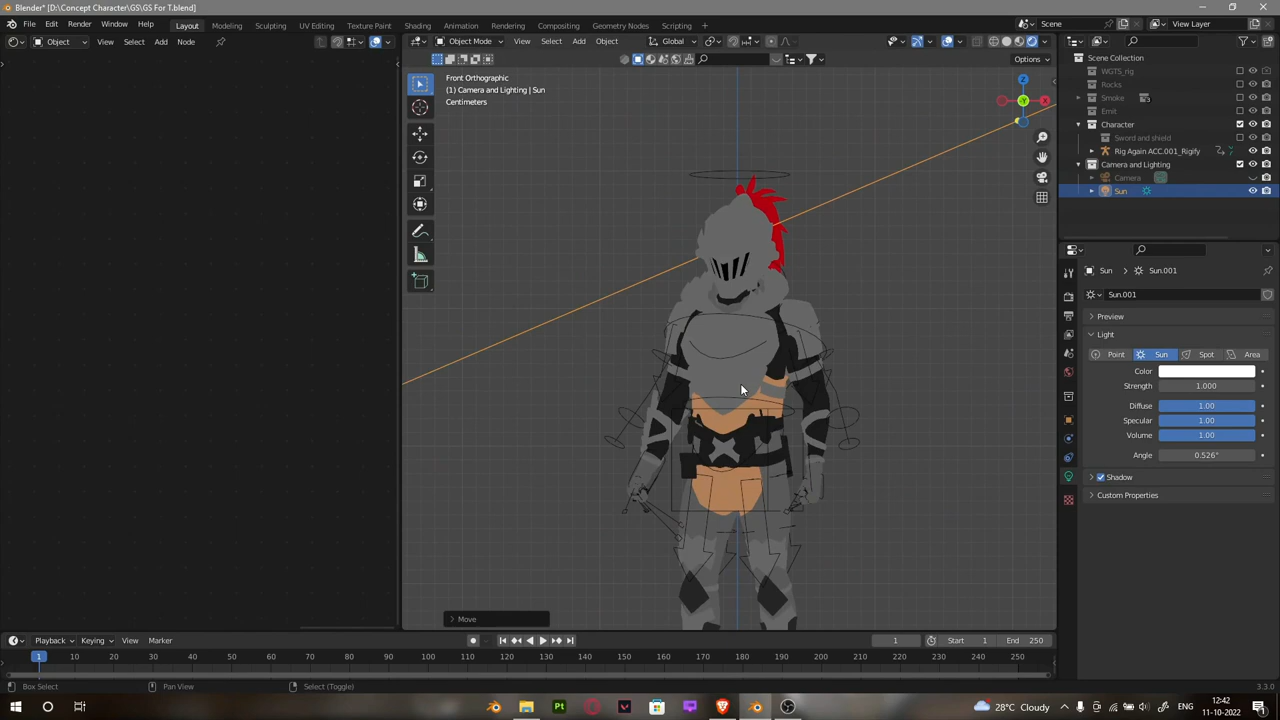 Blender* [D:\Concept Character\GS\GS For T.blend]
File Edit Render Window Help
Layout Modeling Sculpting UV Editing Texture Paint Shading Animation Rendering Compositing Geometry Nodes Scripting +
Scene
View Layer
Object View Select Add Node
Object Mode View Select Add Object Global
Options
Front Orthographic
(1) Camera and Lighting | Sun
Centimeters
Z
X
Y
Scene Collection
WGTS_rig
Rocks
Smoke
Emit
Character
Sword and shield
Rig Again ACC.001_Rigify
Camera and Lighting
Camera
Sun
Sun Sun.001
Sun.001
Preview
Light
Point Sun Spot Area
Color
Strength 1.000
Diffuse 1.00
Specular 1.00
Volume 1.00
Angle 0.526°
Shadow
Custom Properties
Move
Playback Keying View Marker
1 Start 1 End 250
1 10 20 30 40 50 60 70 80 90 100 110 120 130 140 150 160 170 180 190 200 210 220 230 240 250
Box Select Pan View Select (Toggle) 3.3.0
Pt
28°C Cloudy
ENG
12:42
11-10-2022